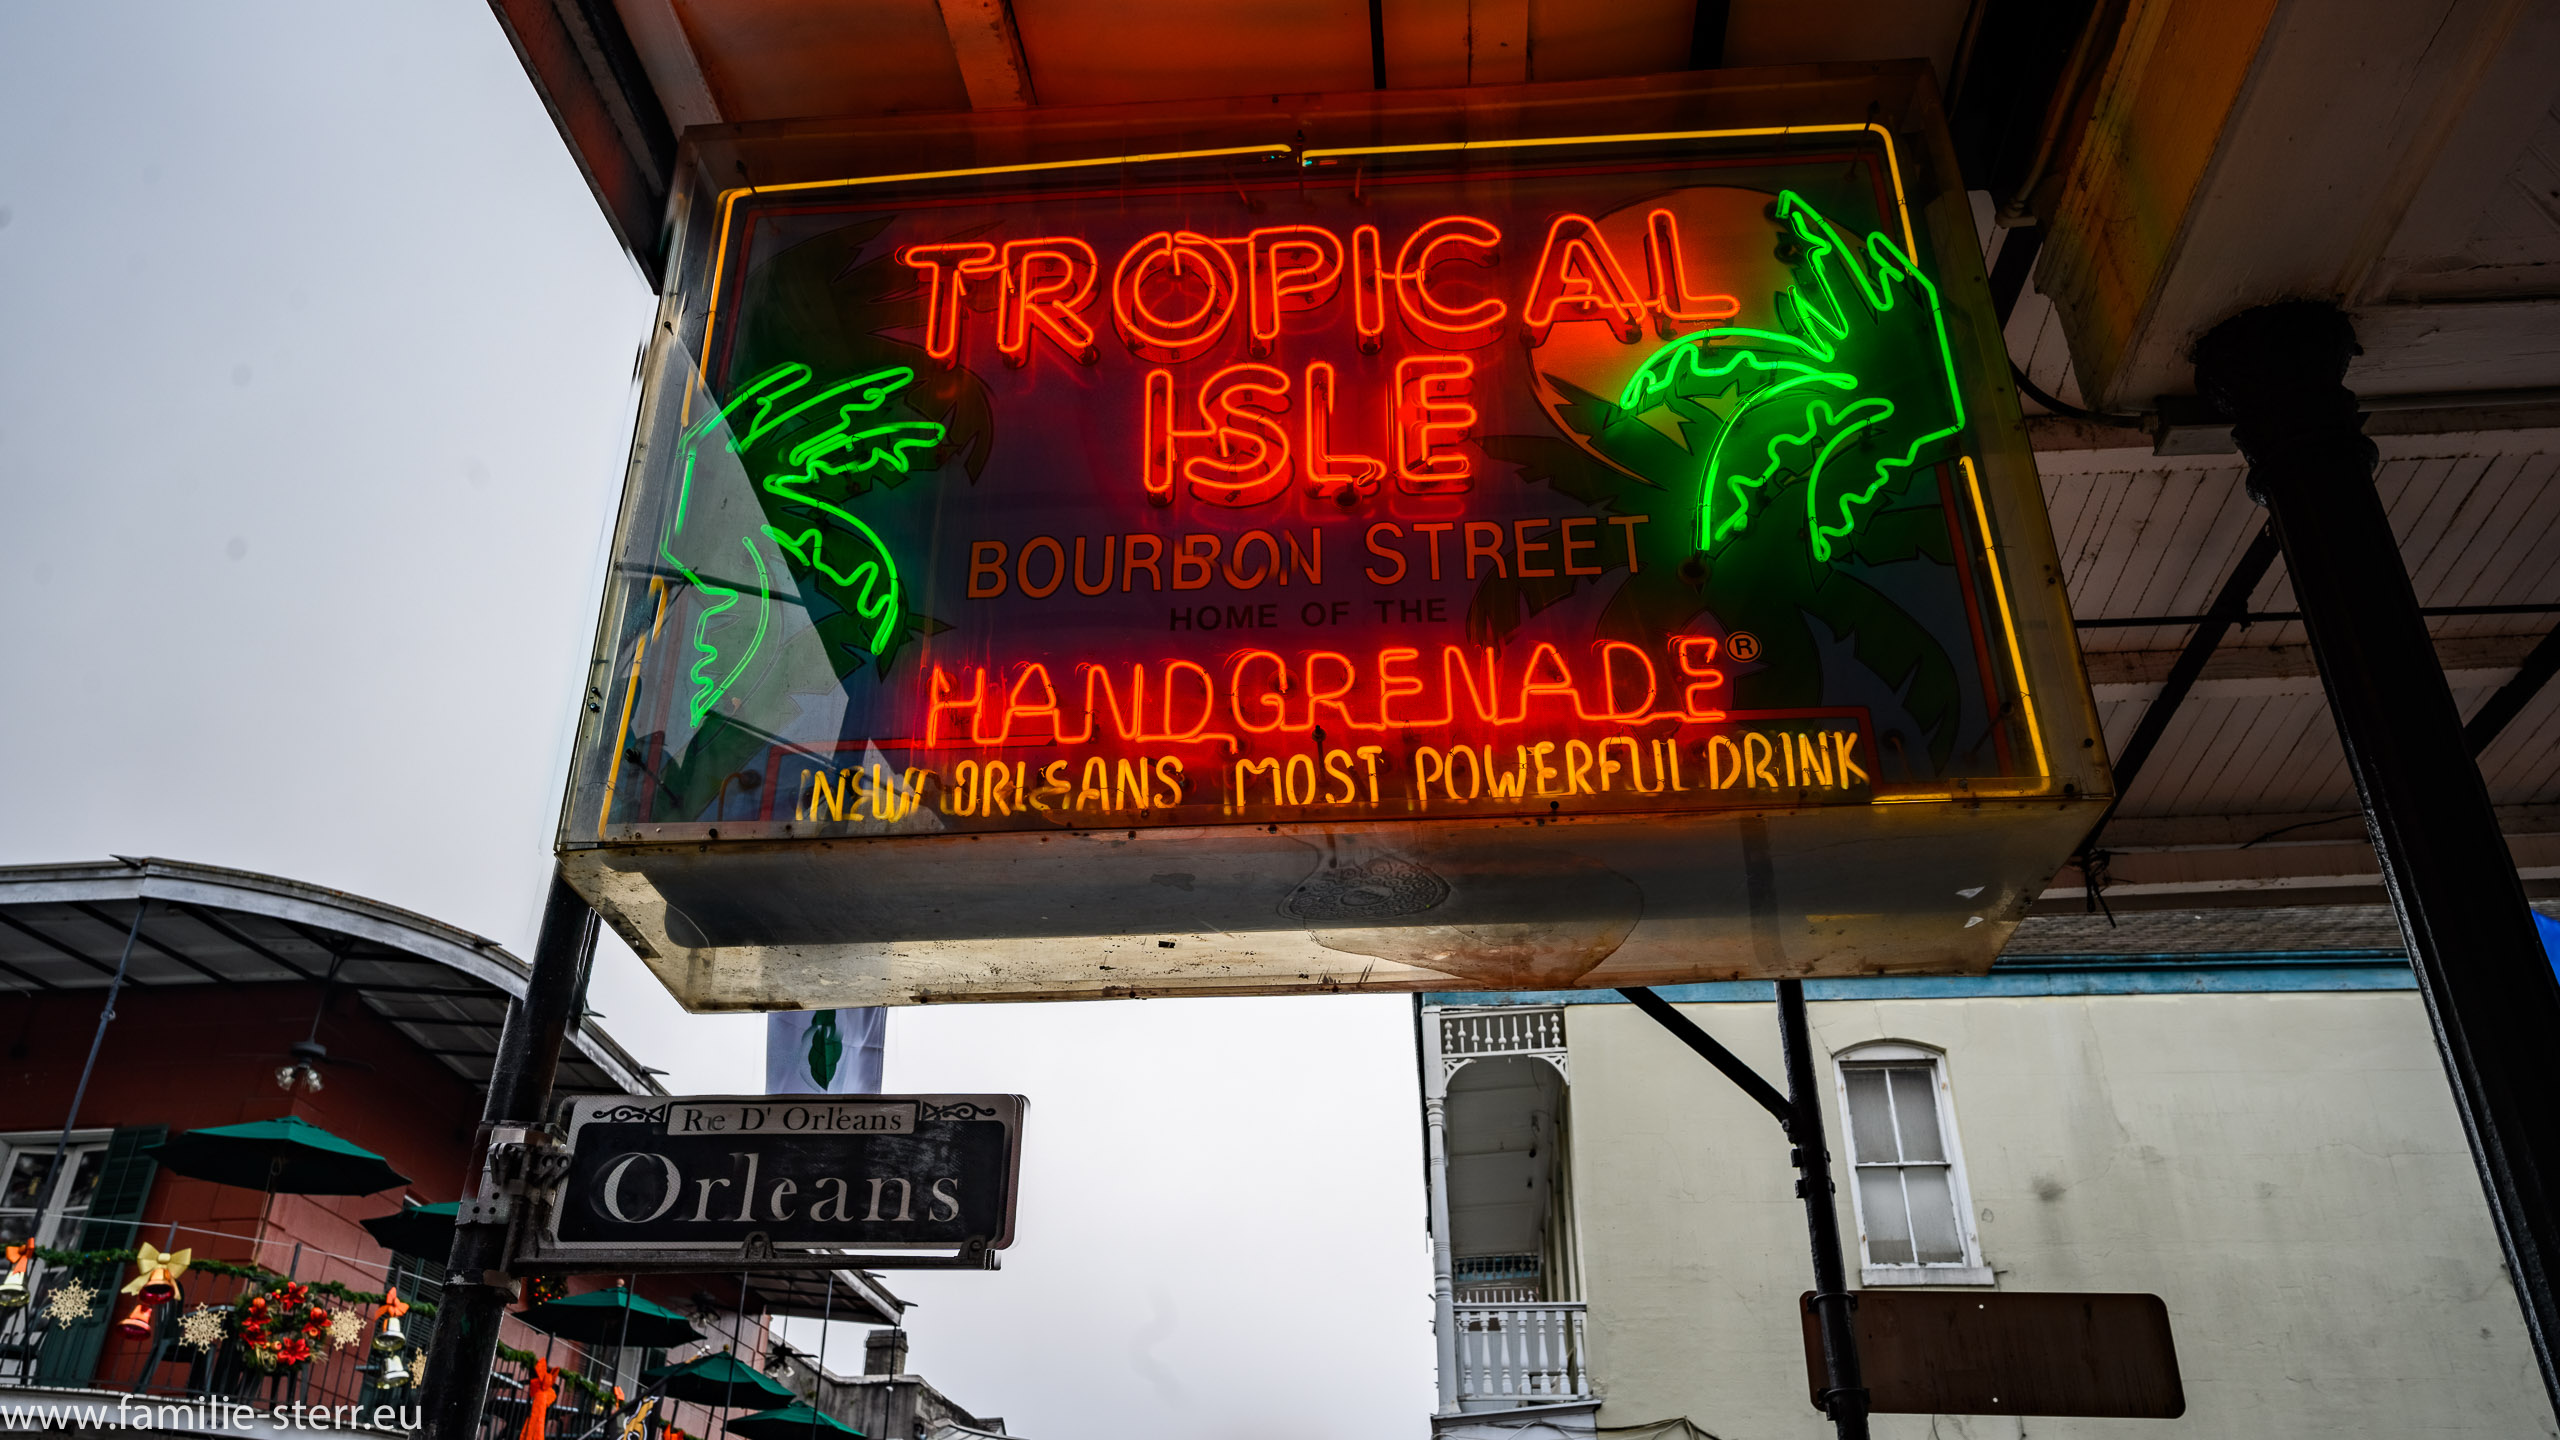 TROPICAL
ISLE
BOURBON STREET
HOME OF THE
HANDGRENADE®
NEW ORLEANS MOST POWERFUL DRINK
Rue D' Orleans
Orleans
www.familie-sterr.eu